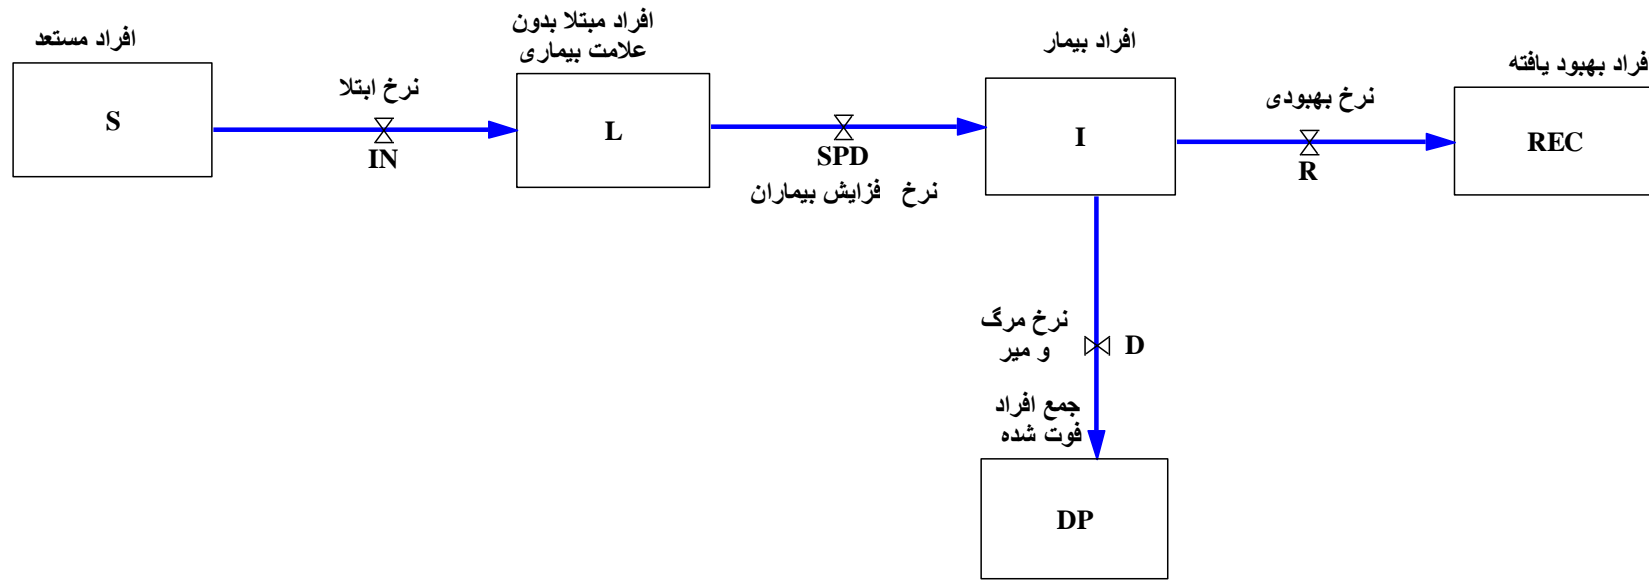 افراد مستعد
S
نرخ ابتلا
IN
افراد مبتلا بدون
علامت بیماری
L
SPD
نرخ فزایش بیماران
افراد بیمار
I
نرخ بهبودی
R
فراد بهبود یافته
REC
نرخ مرگ
و میر
D
جمع افراد
فوت شده
DP